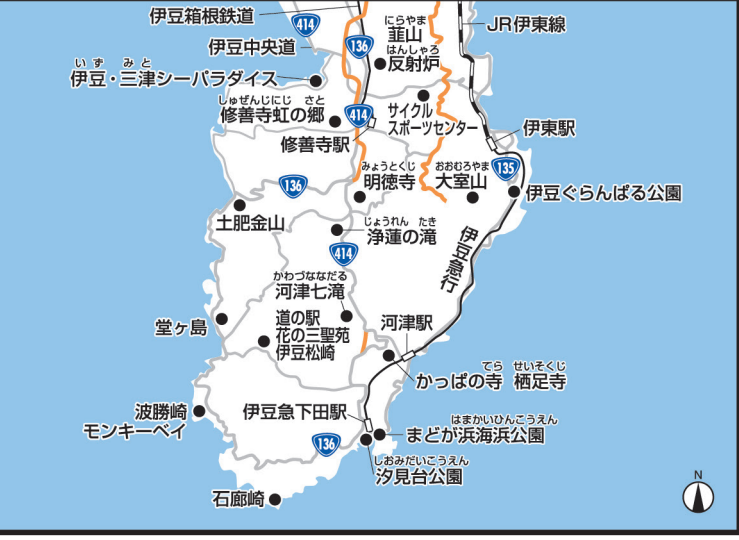 伊豆箱根鉄道
414
伊豆中央道
136
にらやま
韮山
はんしゃろ
反射炉
JR伊東線
いず みと
伊豆・三津シーパラダイス
しゅぜんじにじ さと
修善寺虹の郷
414
サイクル
スポーツセンター
修善寺駅
伊東駅
135
136
みょうとくじ
明徳寺
おおむろやま
大室山
伊豆ぐらんぱる公園
土肥金山
じょうれん たき
浄蓮の滝
414
伊豆急行
かわづななだる
河津七滝
堂ヶ島
道の駅
花の三聖苑
伊豆松崎
河津駅
てら せいそくじ
かっぱの寺 栖足寺
波勝崎
モンキーベイ
伊豆急下田駅
136
はまかいひんこうえん
まどが浜海浜公園
しおみだいこうえん
汐見台公園
石廊崎
N